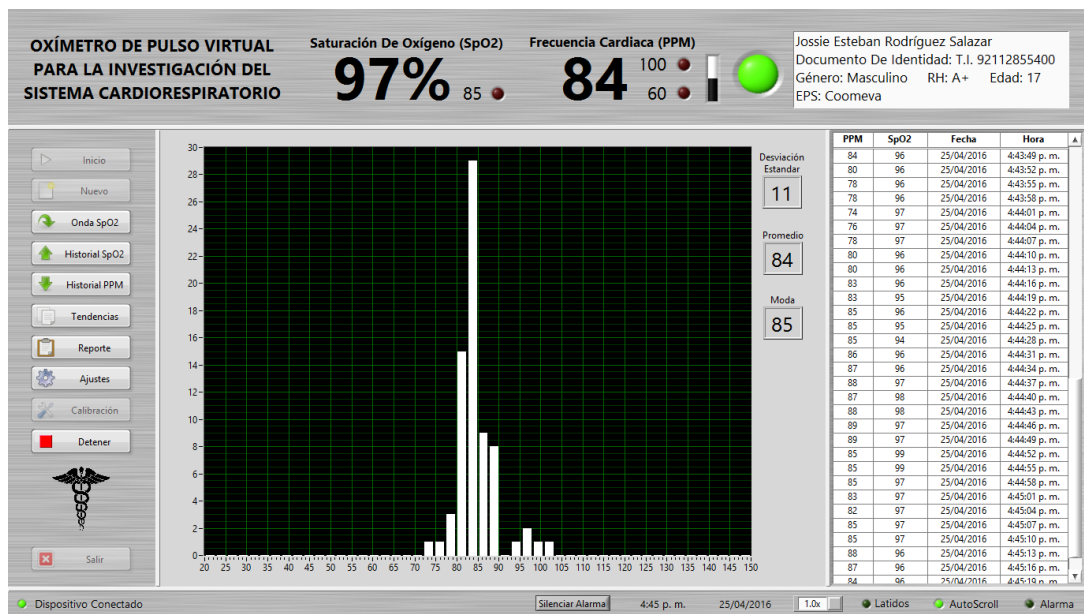 OXÍMETRO DE PULSO VIRTUAL
PARA LA INVESTIGACIÓN DEL
SISTEMA CARDIORESPIRATORIO
Saturación De Oxígeno (SpO2)
97%
85
Frecuencia Cardiaca (PPM)
84
100
60
Jossie Esteban Rodríguez Salazar
Documento De Identidad: T.I. 92112855400
Género: Masculino RH: A+ Edad: 17
EPS: Coomeva
Inicio
Nuevo
Onda SpO2
Historial SpO2
Historial PPM
Tendencias
Reporte
Ajustes
Calibración
Detener
Salir
30
28
26
24
22
20
18
16
14
12
10
8
6
4
2
0
20 25 30 35 40 45 50 55 60 65 70 75 80 85 90 95 100 105 110 115 120 125 130 135 140 145 150
Desviación
Estandar
11
Promedio
84
Moda
85
PPM SpO2 Fecha Hora
84 96 25/04/2016 4:43:49 p. m.
80 96 25/04/2016 4:43:52 p. m.
78 96 25/04/2016 4:43:55 p. m.
78 96 25/04/2016 4:43:58 p. m.
74 97 25/04/2016 4:44:01 p. m.
76 97 25/04/2016 4:44:04 p. m.
78 97 25/04/2016 4:44:07 p. m.
80 96 25/04/2016 4:44:10 p. m.
80 96 25/04/2016 4:44:13 p. m.
83 96 25/04/2016 4:44:16 p. m.
83 95 25/04/2016 4:44:19 p. m.
85 96 25/04/2016 4:44:22 p. m.
85 95 25/04/2016 4:44:25 p. m.
85 94 25/04/2016 4:44:28 p. m.
86 96 25/04/2016 4:44:31 p. m.
87 96 25/04/2016 4:44:34 p. m.
88 97 25/04/2016 4:44:37 p. m.
87 98 25/04/2016 4:44:40 p. m.
88 98 25/04/2016 4:44:43 p. m.
89 97 25/04/2016 4:44:46 p. m.
89 97 25/04/2016 4:44:49 p. m.
85 99 25/04/2016 4:44:52 p. m.
85 99 25/04/2016 4:44:55 p. m.
85 97 25/04/2016 4:44:58 p. m.
83 97 25/04/2016 4:45:01 p. m.
82 97 25/04/2016 4:45:04 p. m.
85 97 25/04/2016 4:45:07 p. m.
85 97 25/04/2016 4:45:10 p. m.
88 96 25/04/2016 4:45:13 p. m.
87 96 25/04/2016 4:45:16 p. m.
84 96 25/04/2016 4:45:19 p. m.
Dispositivo Conectado
Silenciar Alarma 4:45 p. m. 25/04/2016 1.0x Latidos AutoScroll Alarma